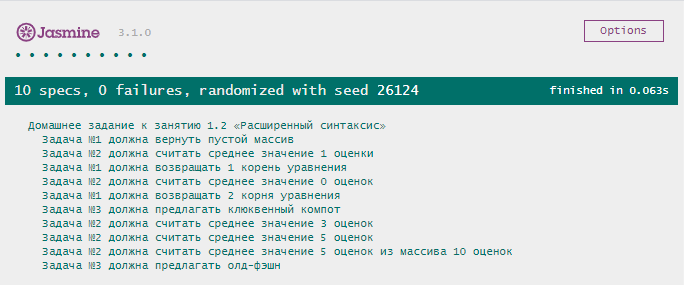 Jasmine 3.1.0 Options
• • • • • • • • • •
10 specs, 0 failures, randomized with seed 26124 finished in 0.063s
Домашнее задание к занятию 1.2 «Расширенный синтаксис»
Задача №1 должна вернуть пустой массив
Задача №2 должна считать среднее значение 1 оценки
Задача №1 должна возвращать 1 корень уравнения
Задача №2 должна считать среднее значение 0 оценок
Задача №1 должна возвращать 2 корня уравнения
Задача №3 должна предлагать клюквенный компот
Задача №2 должна считать среднее значение 3 оценок
Задача №2 должна считать среднее значение 5 оценок
Задача №2 должна считать среднее значение 5 оценок из массива 10 оценок
Задача №3 должна предлагать олд-фэшн